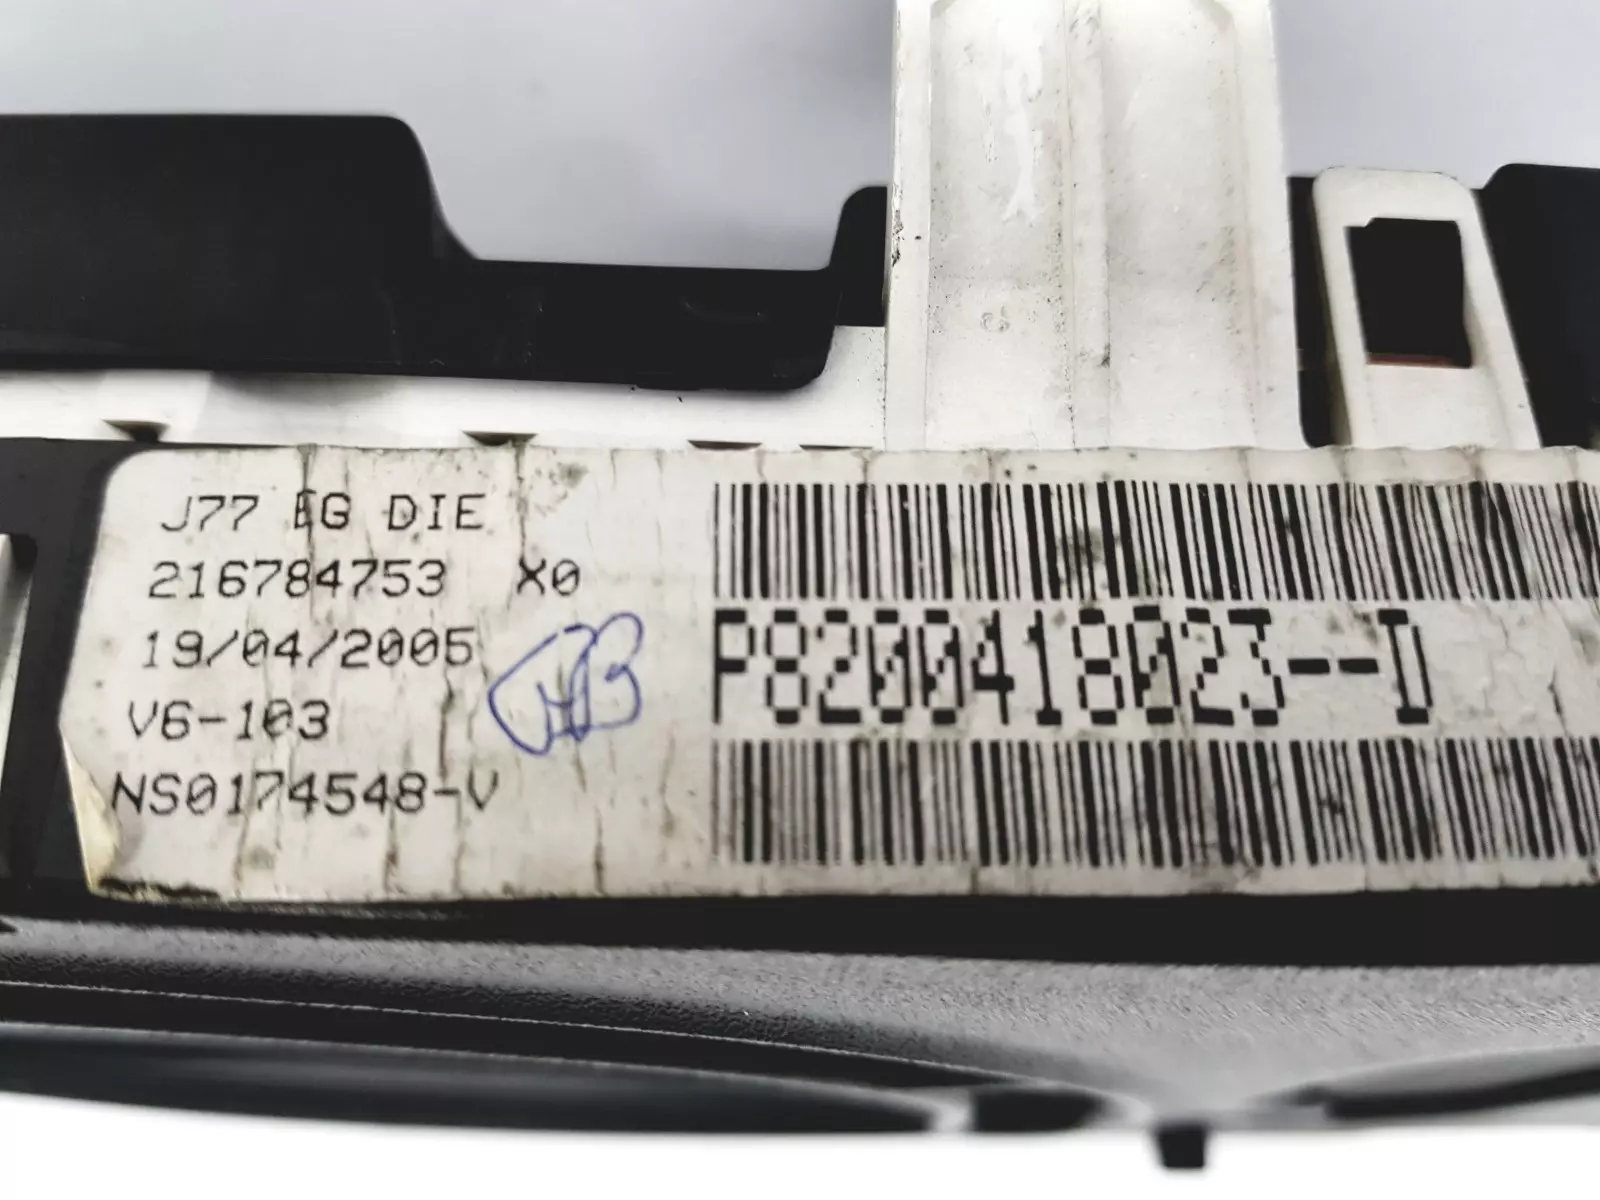 J77 EG DIE
216784753 X0
19/04/2005
V6-103
NS0174548-V
P8200418023--D